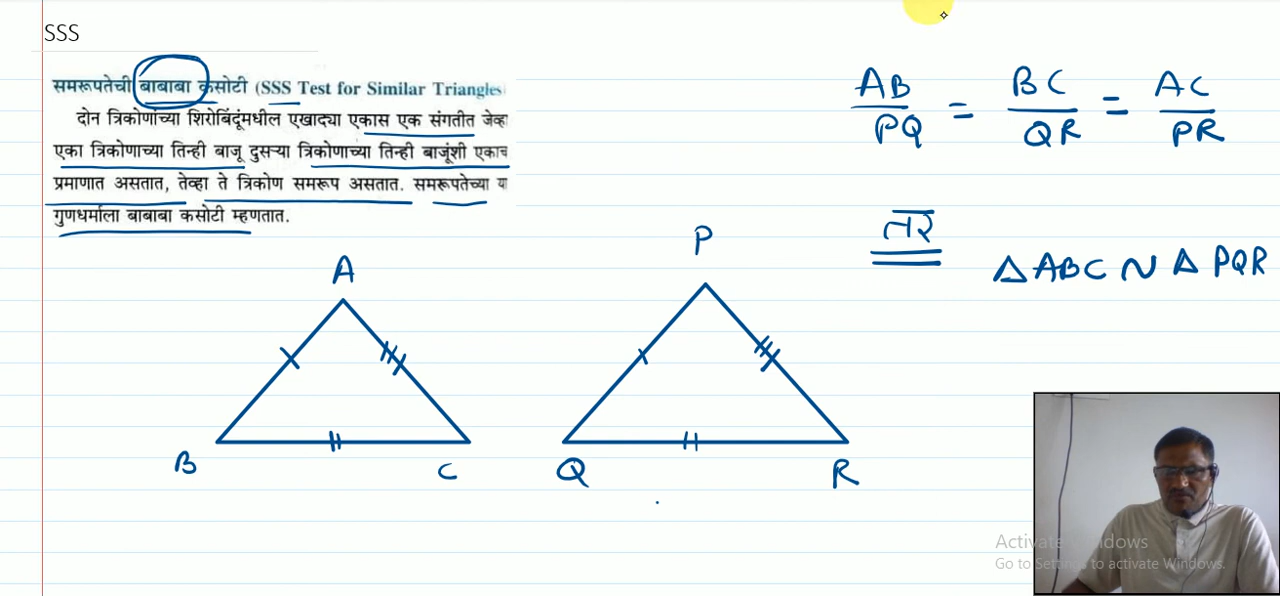 SSS
समरूपतेची बाबाबा कसोटी (SSS Test for Similar Triangles
दोन त्रिकोणांच्या शिरोबिंदूंमधील एखाद्या एकास एक संगतीत जेव्हा
एका त्रिकोणाच्या तिन्ही बाजू दुसऱ्या त्रिकोणाच्या तिन्ही बाजूंशी एकाच
प्रमाणात असतात, तेव्हा ते त्रिकोण समरूप असतात. समरूपतेच्या या
गुणधर्माला बाबाबा कसोटी म्हणतात.
AB/PQ = BC/QR = AC/PR
तर
Δ ABC ~ Δ PQR
A
B
C
P
Q
R
Activate Windows
Go to Settings to activate Windows.